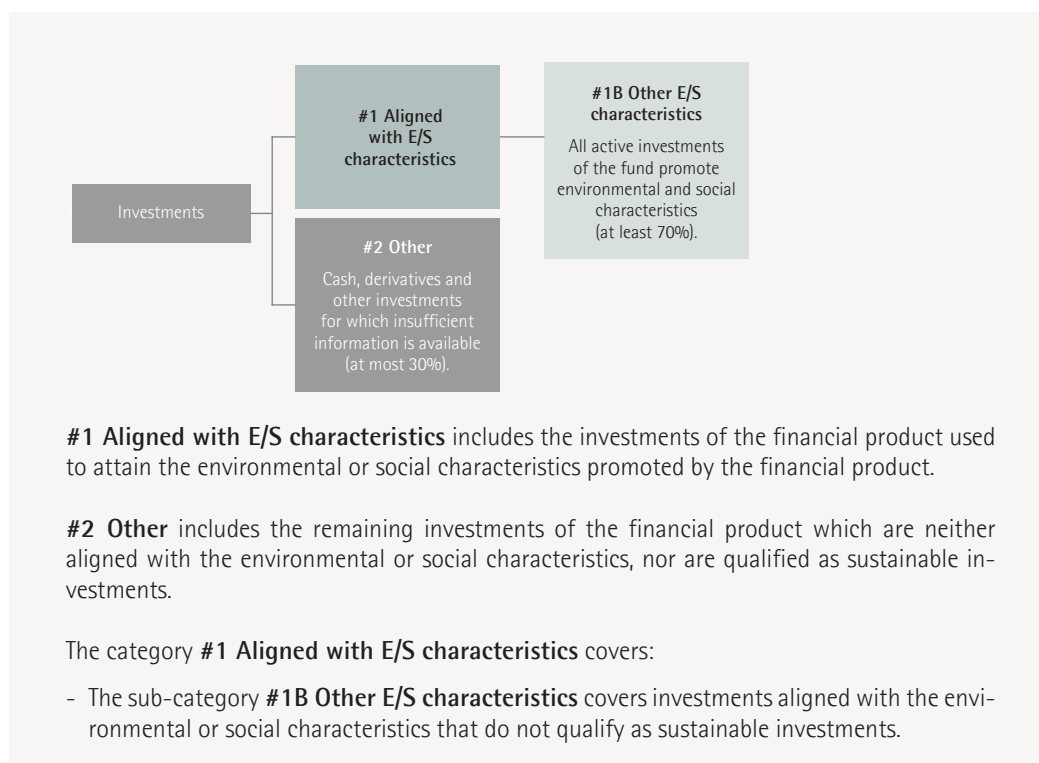 #1 Aligned
with E/S
characteristics
#1B Other E/S
characteristics
All active investments
of the fund promote
environmental and social
characteristics
(at least 70%).
Investments
#2 Other
Cash, derivatives and
other investments
for which insufficient
information is available
(at most 30%).
#1 Aligned with E/S characteristics includes the investments of the financial product used
to attain the environmental or social characteristics promoted by the financial product.
#2 Other includes the remaining investments of the financial product which are neither
aligned with the environmental or social characteristics, nor are qualified as sustainable in-
vestments.
The category #1 Aligned with E/S characteristics covers:
- The sub-category #1B Other E/S characteristics covers investments aligned with the envi-
ronmental or social characteristics that do not qualify as sustainable investments.